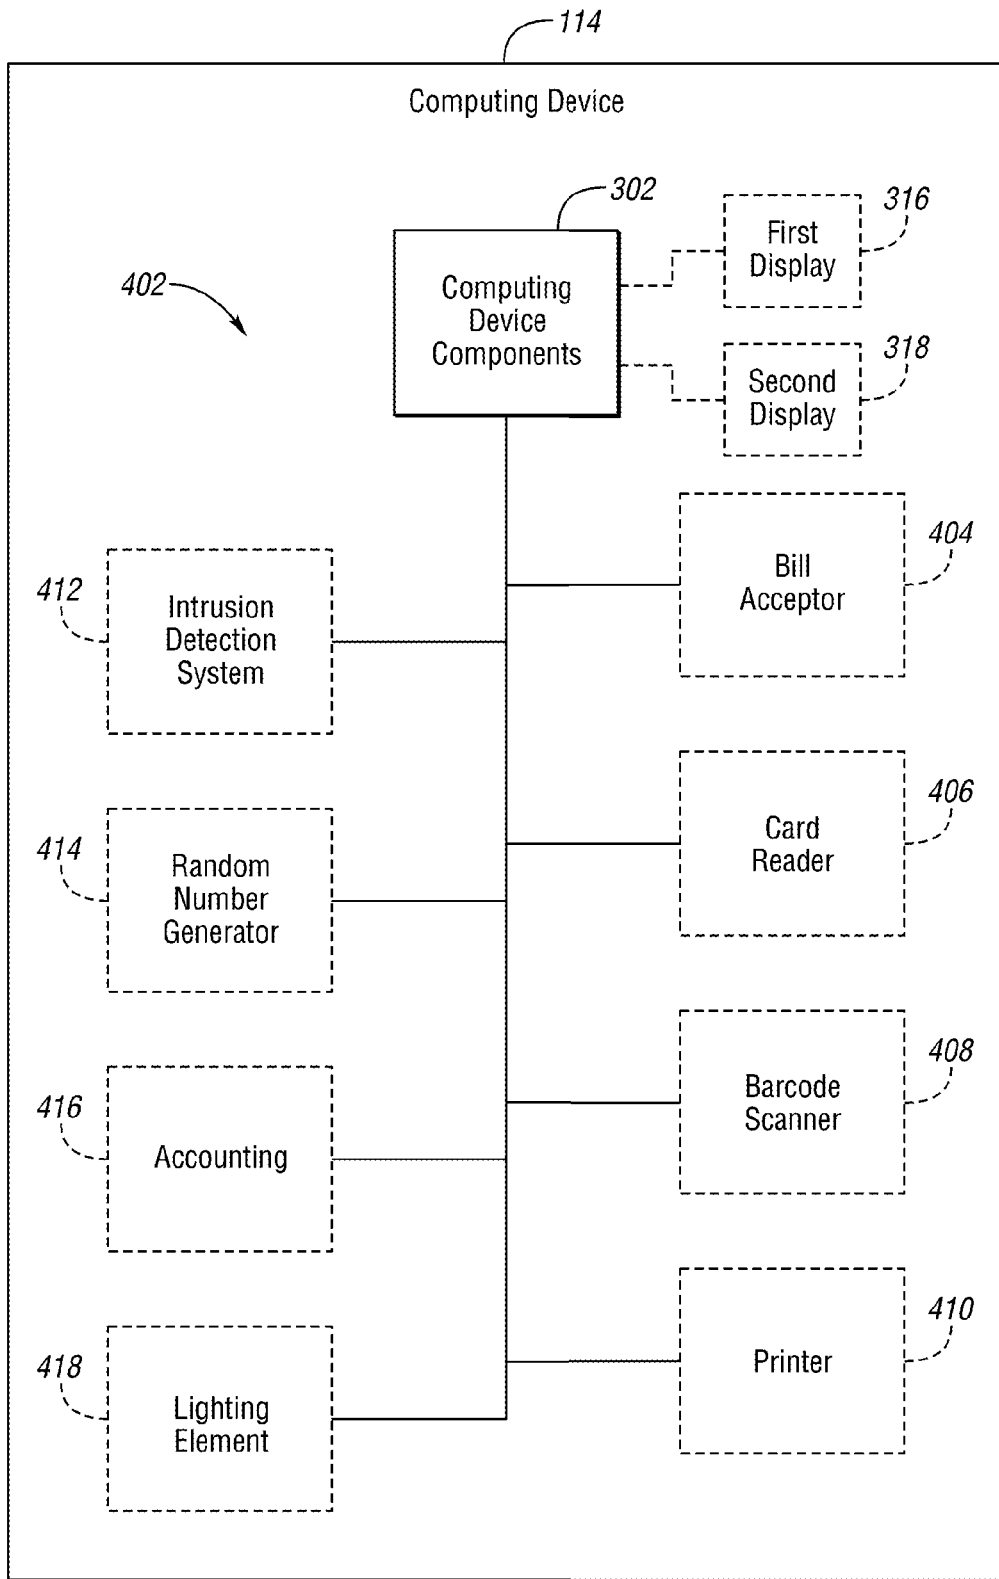 114
Computing Device
302
316
First
Display
402
Computing
Device
Components
318
Second
Display
412
Intrusion
Detection
System
404
Bill
Acceptor
414
Random
Number
Generator
406
Card
Reader
416
Accounting
408
Barcode
Scanner
418
Lighting
Element
410
Printer